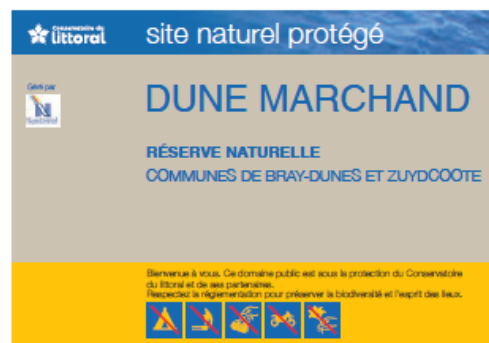 Conservatoire du
littoral
site naturel protégé
Géré par
DUNE MARCHAND
RÉSERVE NATURELLE
COMMUNES DE BRAY-DUNES ET ZUYDCOOTE
Bienvenue à vous. Ce domaine public est sous la protection du Conservatoire
du littoral et de ses partenaires.
Respectez la réglementation pour préserver la biodiversité et l'esprit des lieux.